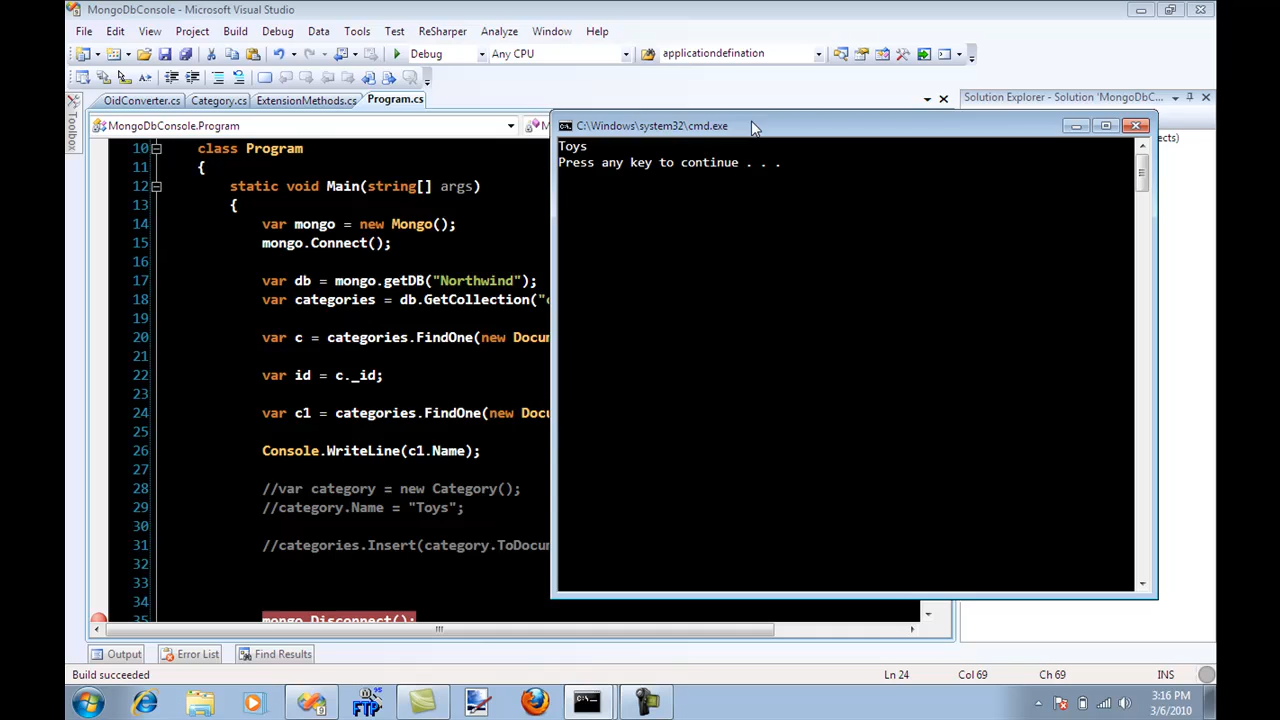 MongoDbConsole - Microsoft Visual Studio
File Edit View Project Build Debug Data Tools Test ReSharper Analyze Window Help
Debug Any CPU applicationdefination
OidConverter.cs Category.cs ExtensionMethods.cs Program.cs
Solution Explorer - Solution 'MongoDbC...
Toolbox
MongoDbConsole.Program
C:\Windows\system32\cmd.exe
Toys
Press any key to continue . . .
10 class Program
11 {
12 static void Main(string[] args)
13 {
14 var mongo = new Mongo();
15 mongo.Connect();
16
17 var db = mongo.getDB("Northwind");
18 var categories = db.GetCollection("
19
20 var c = categories.FindOne(new Docu
21
22 var id = c._id;
23
24 var c1 = categories.FindOne(new Docu
25
26 Console.WriteLine(c1.Name);
27
28 //var category = new Category();
29 //category.Name = "Toys";
30
31 //categories.Insert(category.ToDocu
32
33
34
35 mongo.Disconnect();
Output Error List Find Results
Build succeeded Ln 24 Col 69 Ch 69 INS
FTP
3:16 PM
3/6/2010